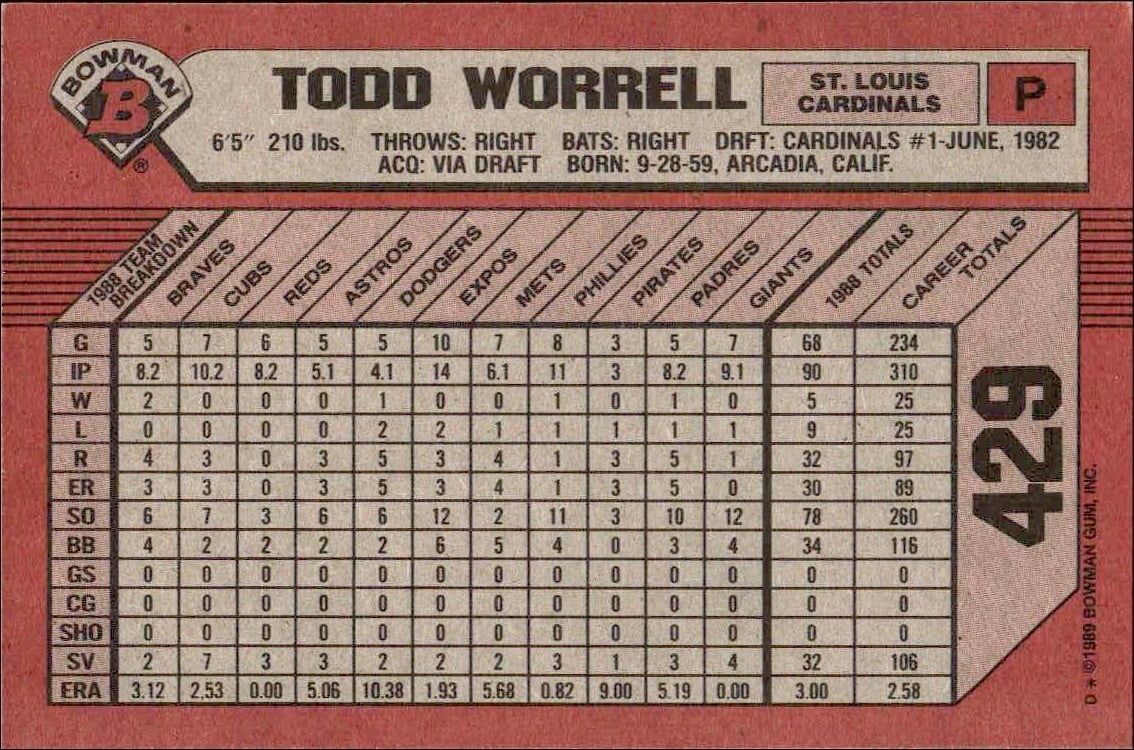 BOWMAN
B
®
TODD WORRELL
ST. LOUIS
CARDINALS
P
6'5" 210 lbs. THROWS: RIGHT BATS: RIGHT DRFT: CARDINALS #1-JUNE, 1982
ACQ: VIA DRAFT BORN: 9-28-59, ARCADIA, CALIF.
1988 TEAM
BREAKDOWN
BRAVES
CUBS
REDS
ASTROS
DODGERS
EXPOS
METS
PHILLIES
PIRATES
PADRES
GIANTS
1988 TOTALS
CAREER
TOTALS
G 5 7 6 5 5 10 7 8 3 5 7 68 234
IP 8.2 10.2 8.2 5.1 4.1 14 6.1 11 3 8.2 9.1 90 310
W 2 0 0 0 1 0 0 1 0 1 0 5 25
L 0 0 0 0 2 2 1 1 1 1 1 9 25
R 4 3 0 3 5 3 4 1 3 5 1 32 97
ER 3 3 0 3 5 3 4 1 3 5 0 30 89
SO 6 7 3 6 6 12 2 11 3 10 12 78 260
BB 4 2 2 2 2 6 5 4 0 3 4 34 116
GS 0 0 0 0 0 0 0 0 0 0 0 0 0
CG 0 0 0 0 0 0 0 0 0 0 0 0 0
SHO 0 0 0 0 0 0 0 0 0 0 0 0 0
SV 2 7 3 3 2 2 2 3 1 3 4 32 106
ERA 3.12 2.53 0.00 5.06 10.38 1.93 5.68 0.82 9.00 5.19 0.00 3.00 2.58
429
D * ©1989 BOWMAN GUM, INC.